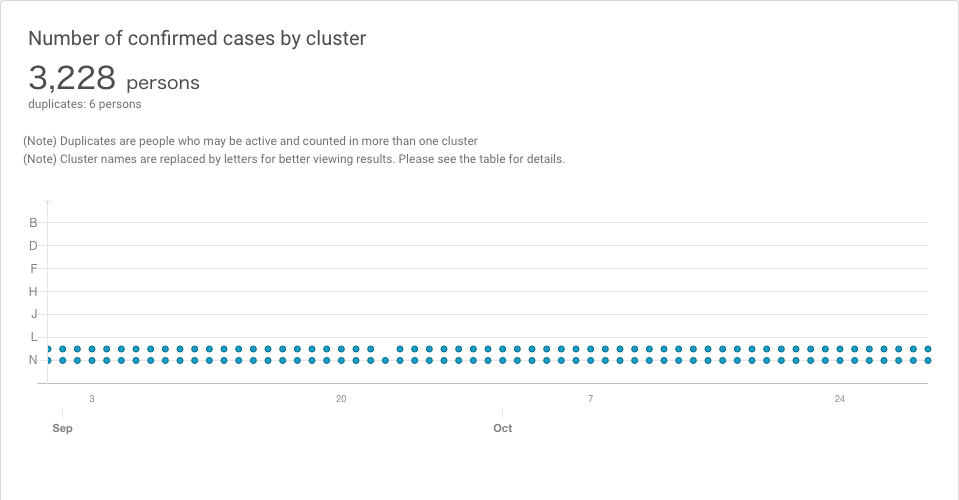 Number of confirmed cases by cluster
3,228 persons
duplicates: 6 persons
(Note) Duplicates are people who may be active and counted in more than one cluster
(Note) Cluster names are replaced by letters for better viewing results. Please see the table for details.
B
D
F
H
J
L
N
3 20 7 24
Sep Oct